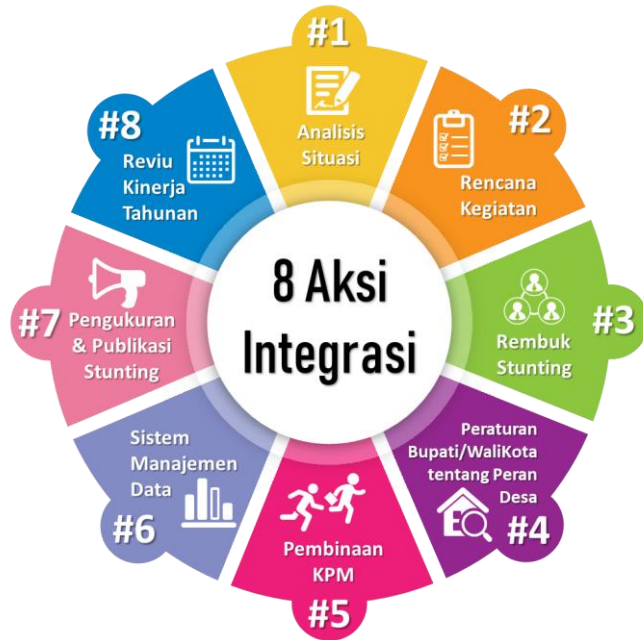 #1
Analisis
Situasi
#2
Rencana
Kegiatan
#3
Rembuk
Stunting
Peraturan
Bupati/WaliKota
tentang Peran
Desa
#4
Pembinaan
KPM
#5
Sistem
Manajemen
Data
#6
#7
Pengukuran
& Publikasi
Stunting
#8
Reviu
Kinerja
Tahunan
8 Aksi
Integrasi